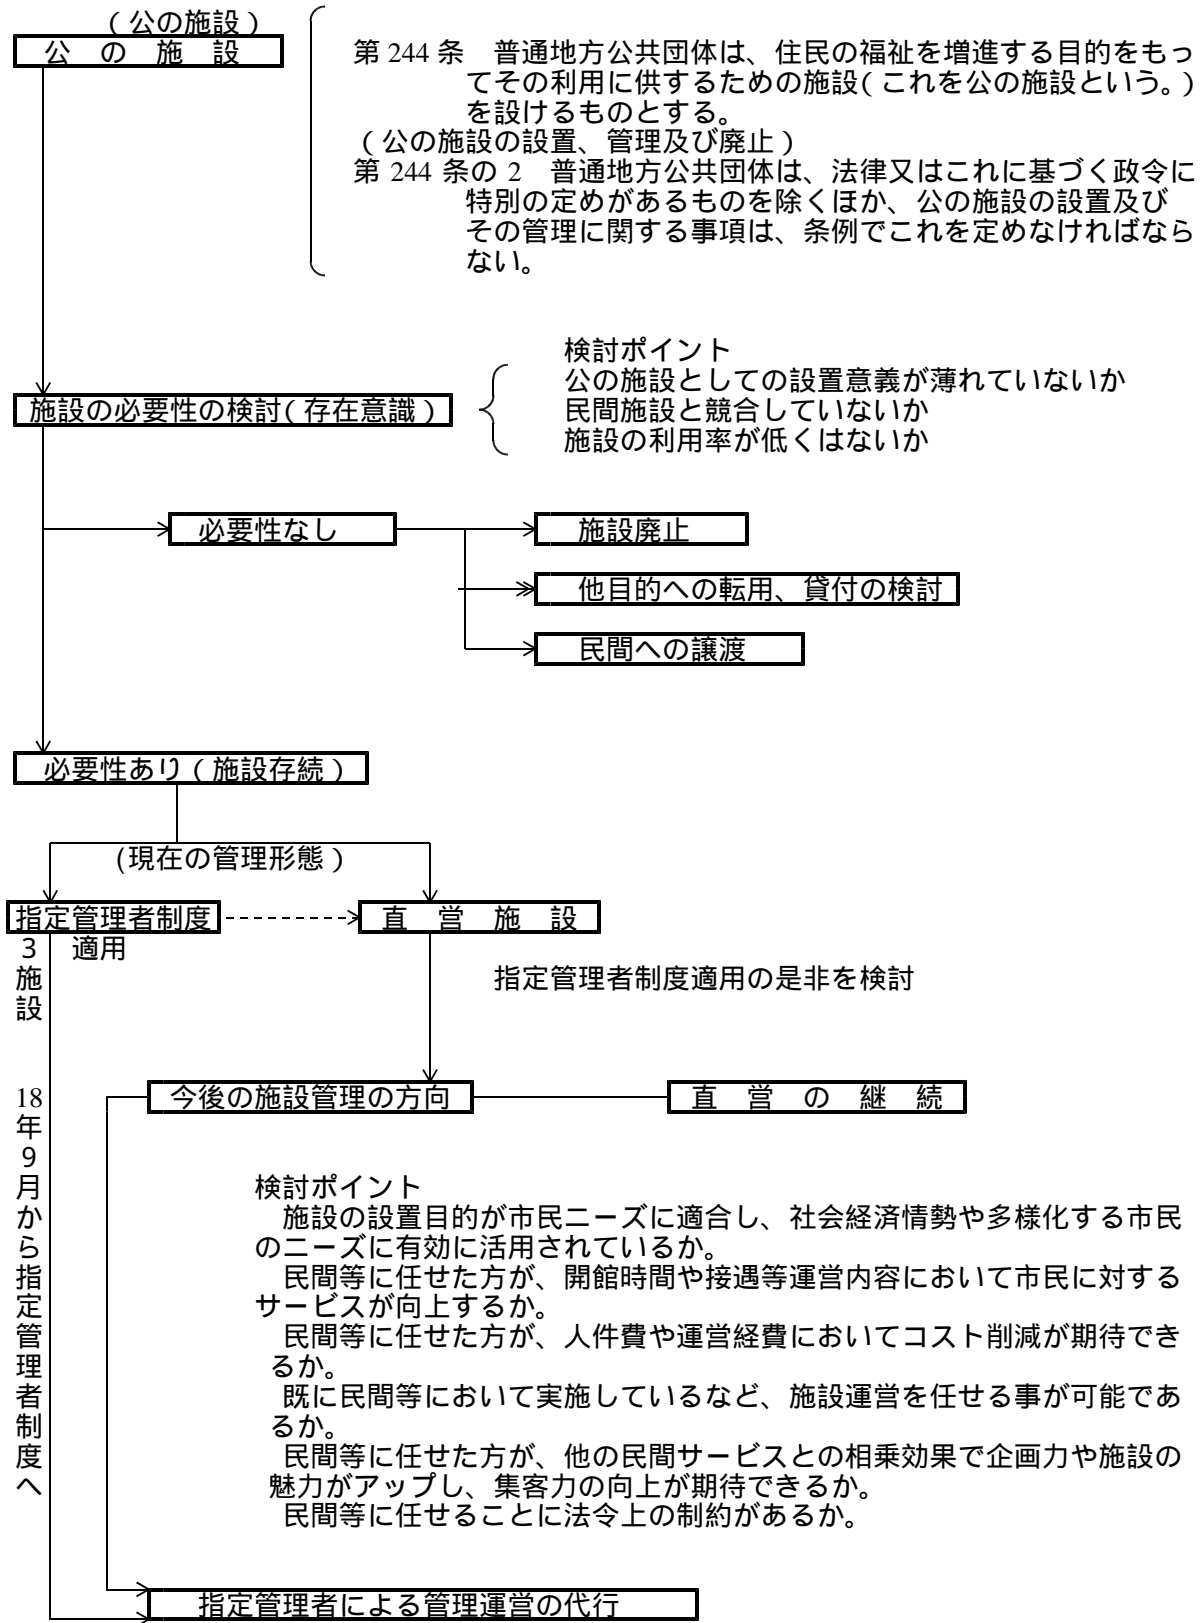 (公の施設)
公 の 施 設
第 244 条 普通地方公共団体は、住民の福祉を増進する目的をもっ
てその利用に供するための施設(これを公の施設という。)
を設けるものとする。
(公の施設の設置、管理及び廃止)
第 244 条の 2 普通地方公共団体は、法律又はこれに基づく政令に
特別の定めがあるものを除くほか、公の施設の設置及び
その管理に関する事項は、条例でこれを定めなければなら
ない。
検討ポイント
公の施設としての設置意義が薄れていないか
民間施設と競合していないか
施設の利用率が低くはないか
施設の必要性の検討(存在意識)
必要性なし
施設廃止
他目的への転用、貸付の検討
民間への譲渡
必要性あり(施設存続)
(現在の管理形態)
指定管理者制度
直 営 施 設
適用
3施設
指定管理者制度適用の是非を検討
今後の施設管理の方向
直 営 の 継 続
18年9月から指定管理者制度へ
検討ポイント
施設の設置目的が市民ニーズに適合し、社会経済情勢や多様化する市民
のニーズに有効に活用されているか。
民間等に任せた方が、開館時間や接遇等運営内容において市民に対する
サービスが向上するか。
民間等に任せた方が、人件費や運営経費においてコスト削減が期待でき
るか。
既に民間等において実施しているなど、施設運営を任せる事が可能であ
るか。
民間等に任せた方が、他の民間サービスとの相乗効果で企画力や施設の
魅力がアップし、集客力の向上が期待できるか。
民間等に任せることに法令上の制約があるか。
指定管理者による管理運営の代行